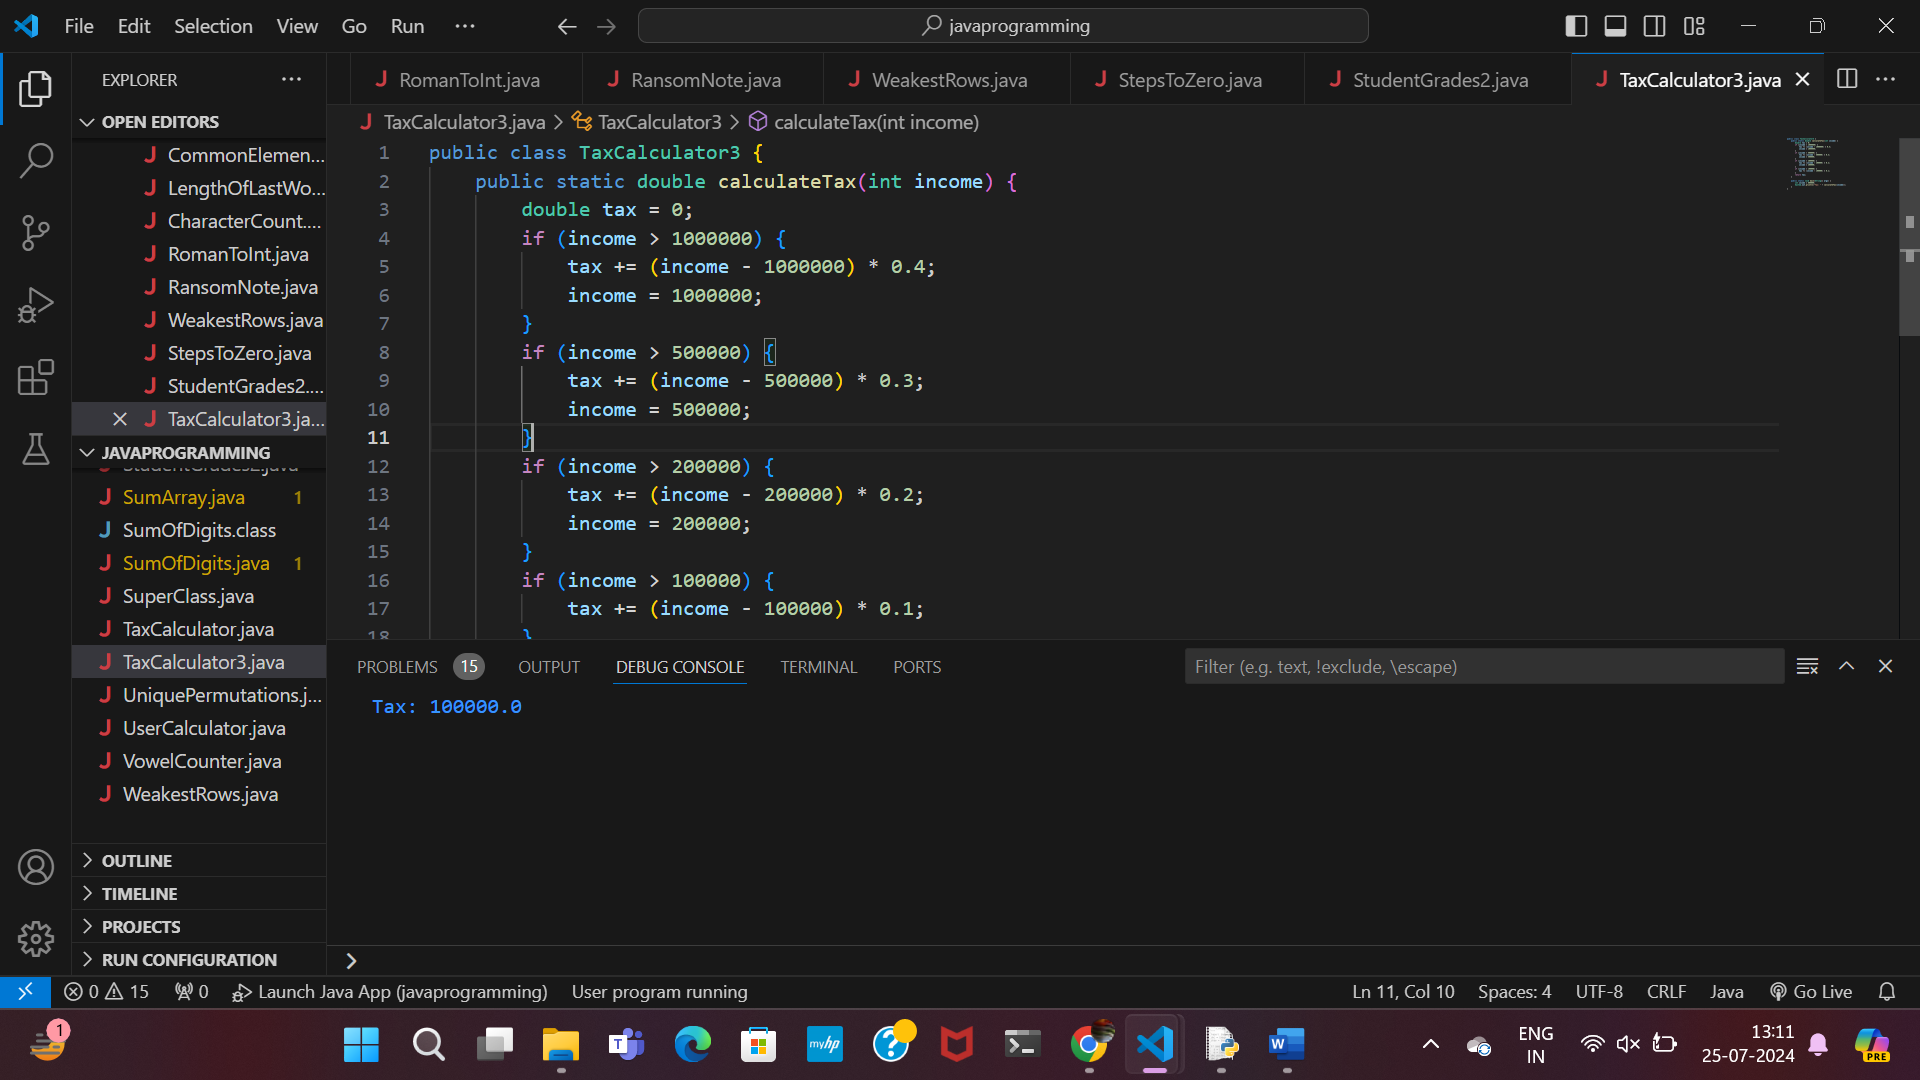 File Edit Selection View Go Run ···
javaprogramming
EXPLORER
OPEN EDITORS
CommonElemen...
LengthOfLastWo...
CharacterCount....
RomanToInt.java
RansomNote.java
WeakestRows.java
StepsToZero.java
StudentGrades2....
TaxCalculator3.ja...
JAVAPROGRAMMING
StudentGrades2.java
SumArray.java 1
SumOfDigits.class
SumOfDigits.java 1
SuperClass.java
TaxCalculator.java
TaxCalculator3.java
UniquePermutations.j...
UserCalculator.java
VowelCounter.java
WeakestRows.java
OUTLINE
TIMELINE
PROJECTS
RUN CONFIGURATION
RomanToInt.java RansomNote.java WeakestRows.java StepsToZero.java StudentGrades2.java TaxCalculator3.java
TaxCalculator3.java > TaxCalculator3 > calculateTax(int income)
1 public class TaxCalculator3 {
2 public static double calculateTax(int income) {
3 double tax = 0;
4 if (income > 1000000) {
5 tax += (income - 1000000) * 0.4;
6 income = 1000000;
7 }
8 if (income > 500000) {
9 tax += (income - 500000) * 0.3;
10 income = 500000;
11 }
12 if (income > 200000) {
13 tax += (income - 200000) * 0.2;
14 income = 200000;
15 }
16 if (income > 100000) {
17 tax += (income - 100000) * 0.1;
18 }
PROBLEMS 15 OUTPUT DEBUG CONSOLE TERMINAL PORTS Filter (e.g. text, !exclude, \escape)
Tax: 100000.0
0 15 0 Launch Java App (javaprogramming) User program running Ln 11, Col 10 Spaces: 4 UTF-8 CRLF Java Go Live
1 myhp ENG IN 13:11
25-07-2024 PRE